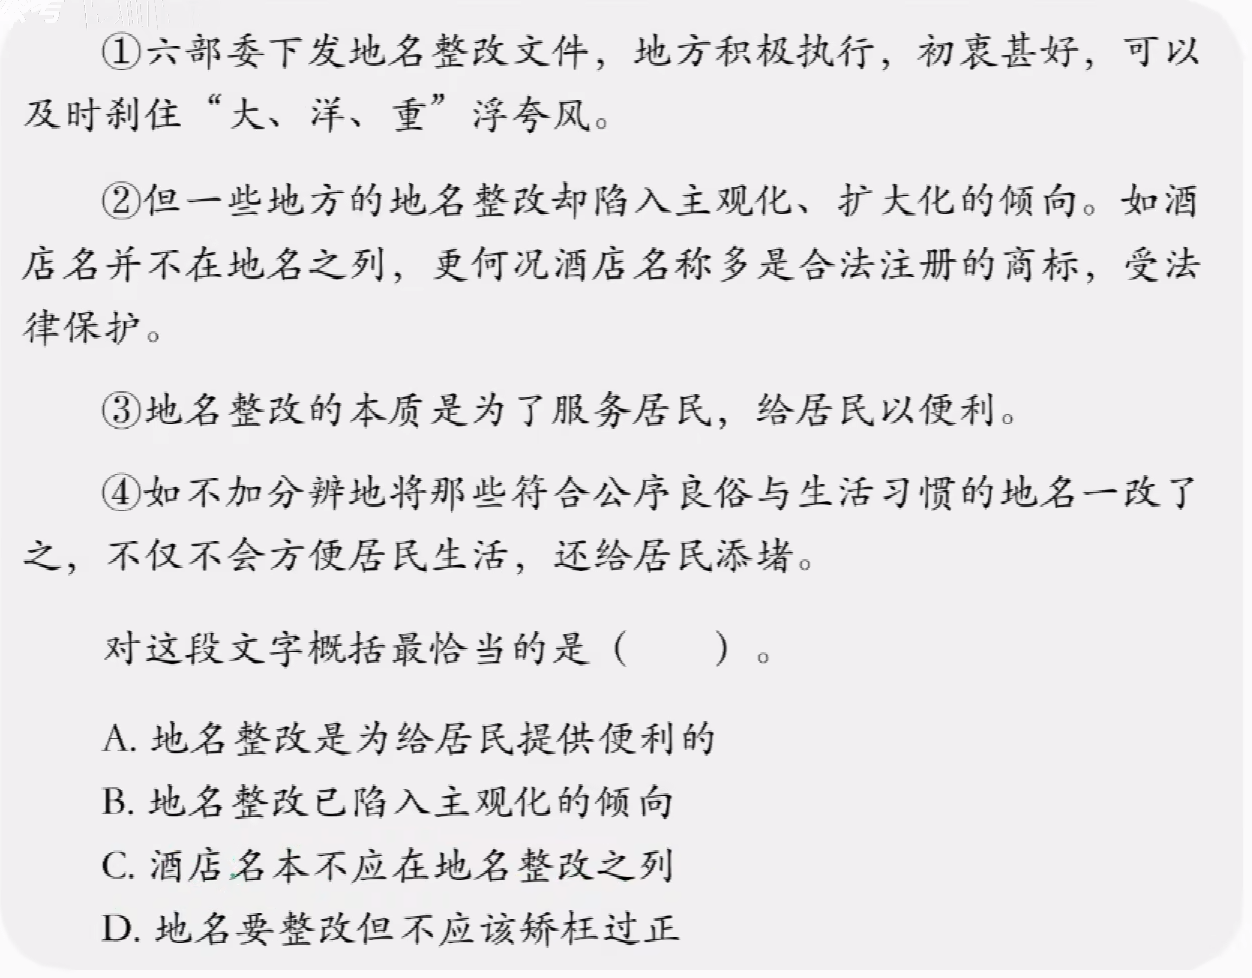 ①六部委下发地名整改文件，地方积极执行，初衷甚好，可以
及时刹住“大、洋、重”浮夸风。
②但一些地方的地名整改却陷入主观化、扩大化的倾向。如酒
店名并不在地名之列，更何况酒店名称多是合法注册的商标，受法
律保护。
③地名整改的本质是为了服务居民，给居民以便利。
④如不加分辨地将那些符合公序良俗与生活习惯的地名一改了
之，不仅不会方便居民生活，还给居民添堵。
对这段文字概括最恰当的是（　　）。
A. 地名整改是为给居民提供便利的
B. 地名整改已陷入主观化的倾向
C. 酒店名本不应在地名整改之列
D. 地名要整改但不应该矫枉过正